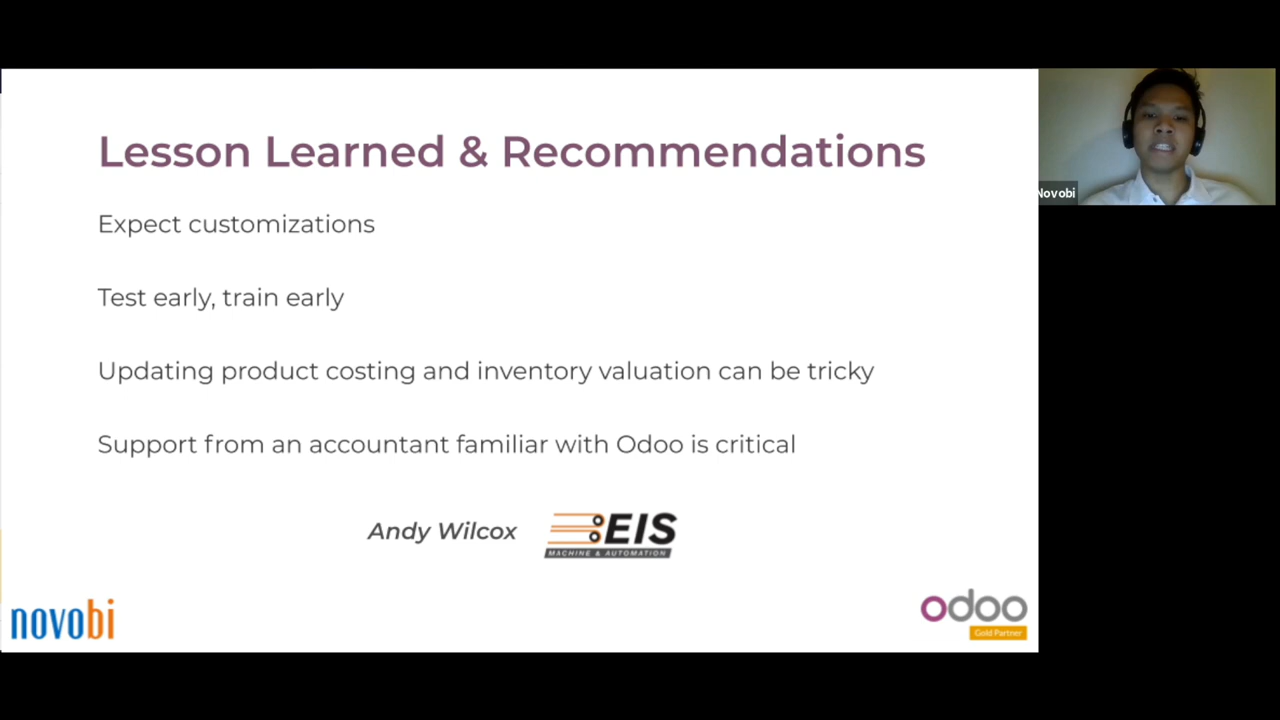 Lesson Learned & Recommendations
Expect customizations
Test early, train early
Updating product costing and inventory valuation can be tricky
Support from an accountant familiar with Odoo is critical
Andy Wilcox
EIS
MACHINE & AUTOMATION
novobi
odoo
Gold Partner
Novobi